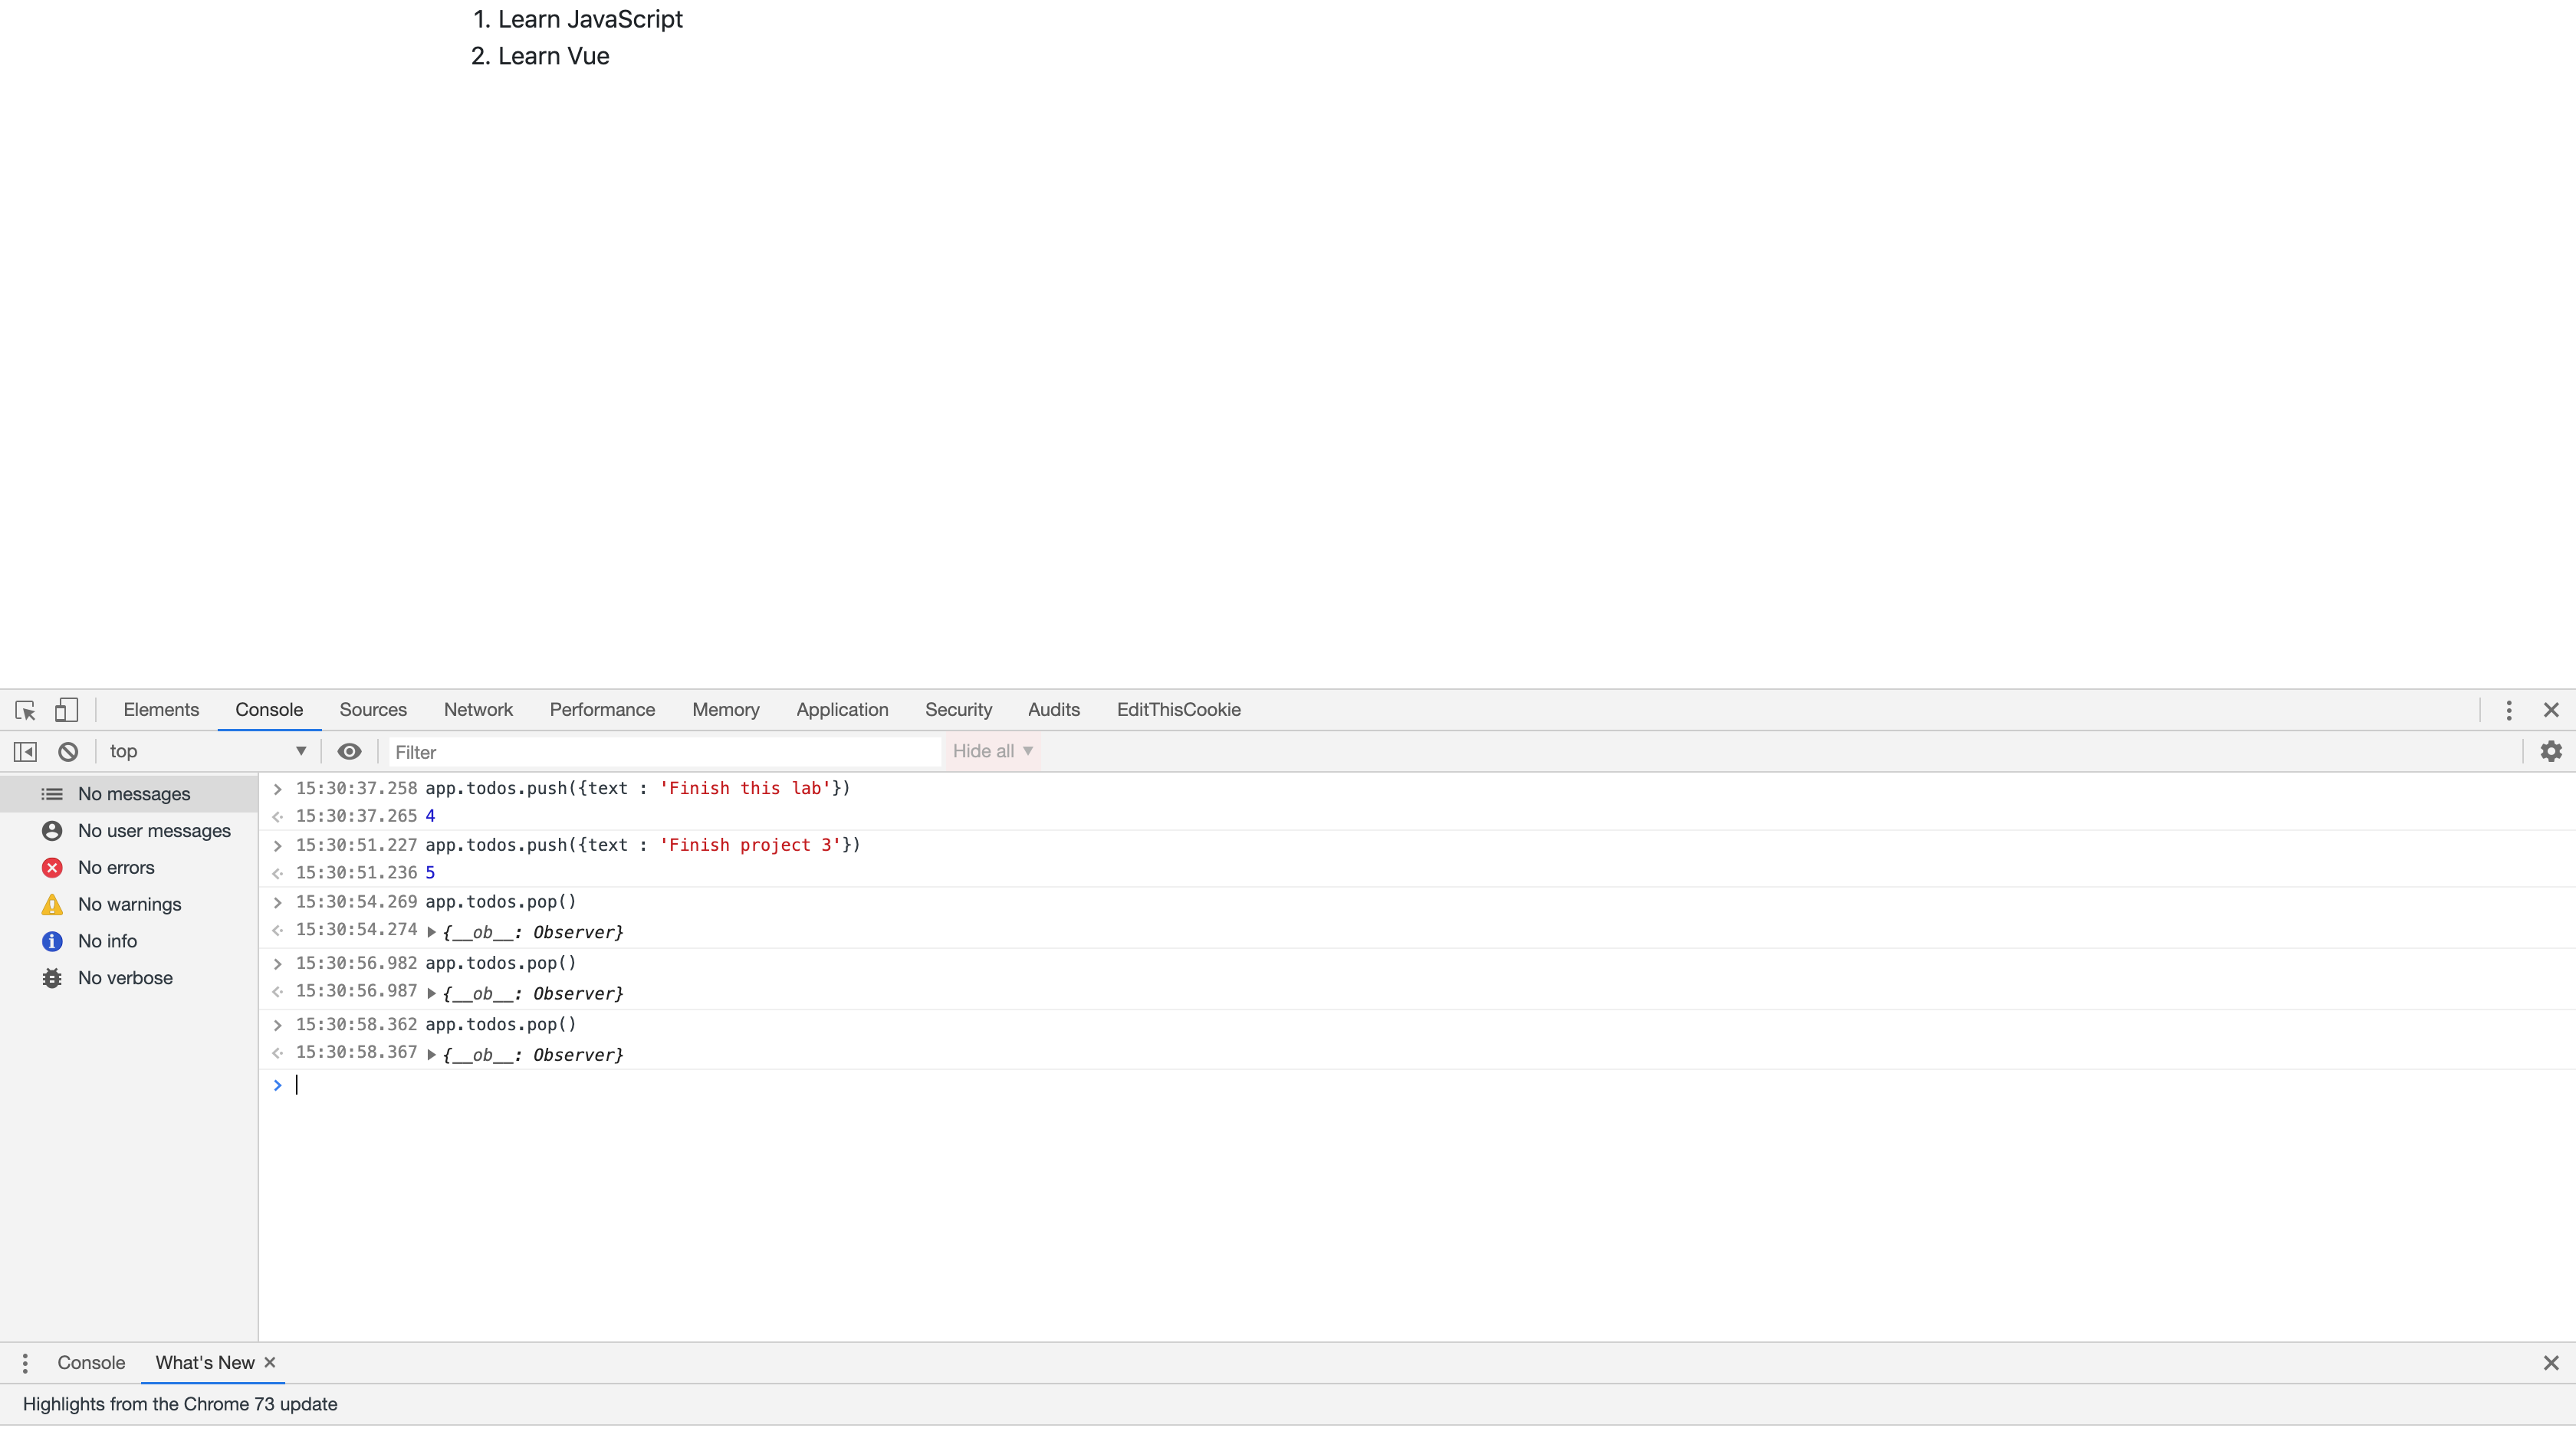 1. Learn JavaScript
2. Learn Vue
Elements Console Sources Network Performance Memory Application Security Audits EditThisCookie
top Filter Hide all
No messages
No user messages
No errors
No warnings
No info
No verbose
15:30:37.258 app.todos.push({text : 'Finish this lab'})
15:30:37.265 4
15:30:51.227 app.todos.push({text : 'Finish project 3'})
15:30:51.236 5
15:30:54.269 app.todos.pop()
15:30:54.274 {__ob__: Observer}
15:30:56.982 app.todos.pop()
15:30:56.987 {__ob__: Observer}
15:30:58.362 app.todos.pop()
15:30:58.367 {__ob__: Observer}
Console What's New
Highlights from the Chrome 73 update